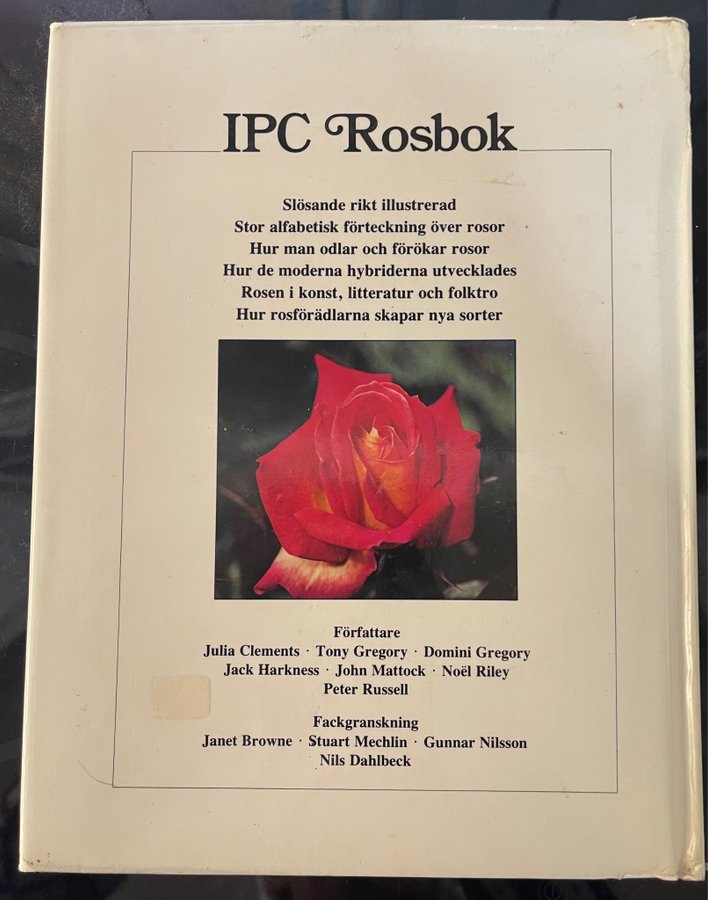 IPC Rosbok
Slösande rikt illustrerad
Stor alfabetisk förteckning över rosor
Hur man odlar och förökar rosor
Hur de moderna hybriderna utvecklades
Rosen i konst, litteratur och folktro
Hur rosförädlarna skapar nya sorter
Författare
Julia Clements · Tony Gregory · Domini Gregory
Jack Harkness · John Mattock · Noël Riley
Peter Russell
Fackgranskning
Janet Browne · Stuart Mechlin · Gunnar Nilsson
Nils Dahlbeck